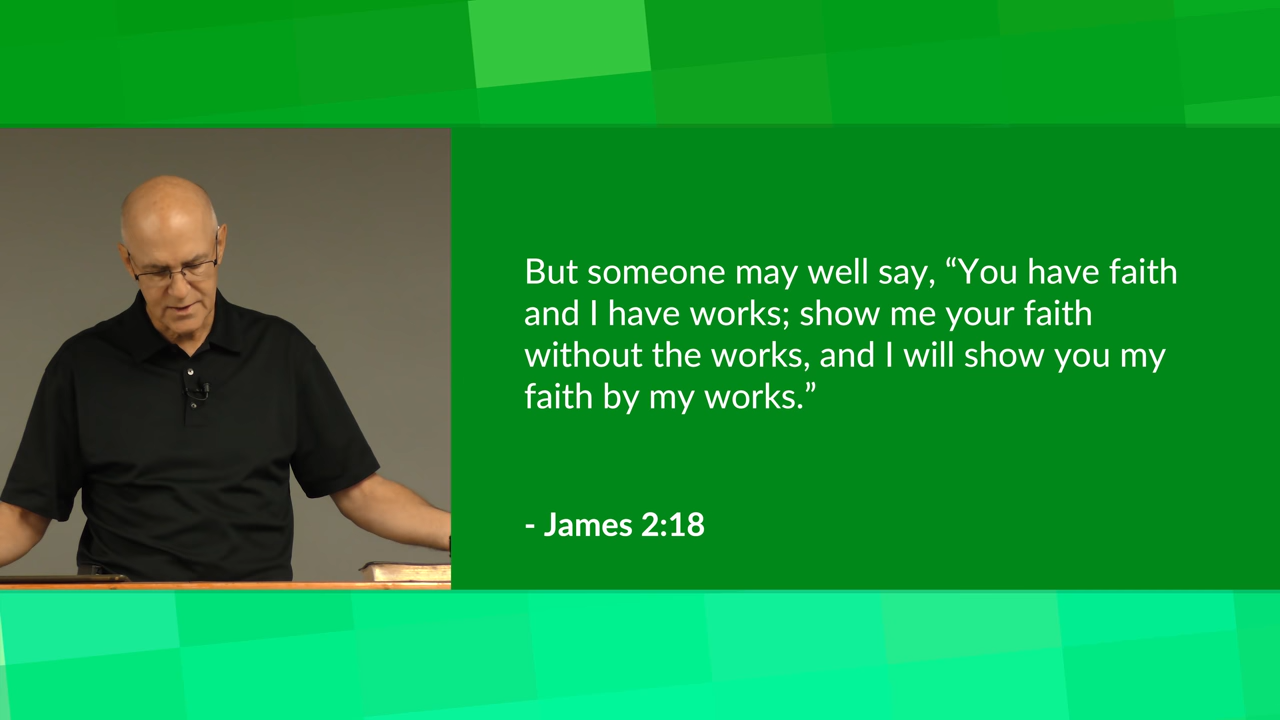 But someone may well say, “You have faith
and I have works; show me your faith
without the works, and I will show you my
faith by my works.”
- James 2:18